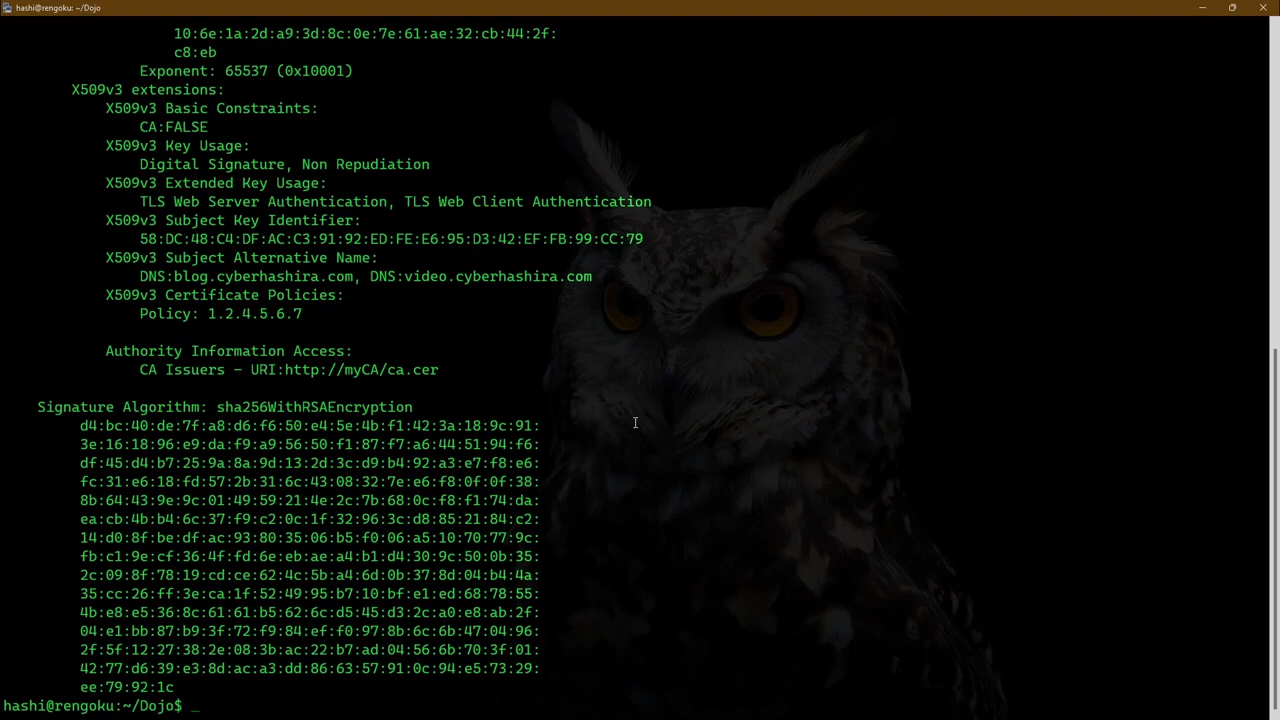 hashi@rengoku: ~/Dojo
10:6e:1a:2d:a9:3d:8c:0e:7e:61:ae:32:cb:44:2f:
c8:eb
Exponent: 65537 (0x10001)
X509v3 extensions:
X509v3 Basic Constraints:
CA:FALSE
X509v3 Key Usage:
Digital Signature, Non Repudiation
X509v3 Extended Key Usage:
TLS Web Server Authentication, TLS Web Client Authentication
X509v3 Subject Key Identifier:
58:DC:48:C4:DF:AC:C3:91:92:ED:FE:E6:95:D3:42:EF:FB:99:CC:79
X509v3 Subject Alternative Name:
DNS:blog.cyberhashira.com, DNS:video.cyberhashira.com
X509v3 Certificate Policies:
Policy: 1.2.4.5.6.7
Authority Information Access:
CA Issuers - URI:http://myCA/ca.cer
Signature Algorithm: sha256WithRSAEncryption
d4:bc:40:de:7f:a8:d6:f6:50:e4:5e:4b:f1:42:3a:18:9c:91:
3e:16:18:96:e9:da:f9:a9:56:50:f1:87:f7:a6:44:51:94:f6:
df:45:d4:b7:25:9a:8a:9d:13:2d:3c:d9:b4:92:a3:e7:f8:e6:
fc:31:e6:18:fd:57:2b:31:6c:43:08:32:7e:e6:f8:0f:0f:38:
8b:64:43:9e:9c:01:49:59:21:4e:2c:7b:68:0c:f8:f1:74:da:
ea:cb:4b:b4:6c:37:f9:c2:0c:1f:32:96:3c:d8:85:21:84:c2:
14:d0:8f:be:df:ac:93:80:35:06:b5:f0:06:a5:10:70:77:9c:
fb:c1:9e:cf:36:4f:fd:6e:eb:ae:a4:b1:d4:30:9c:50:0b:35:
2c:09:8f:78:19:cd:ce:62:4c:5b:a4:6d:0b:37:8d:04:b4:4a:
35:cc:26:ff:3e:ca:1f:52:49:95:b7:10:bf:e1:ed:68:78:55:
4b:e8:e5:36:8c:61:61:b5:62:6c:d5:45:d3:2c:a0:e8:ab:2f:
04:e1:bb:87:b9:3f:72:f9:84:ef:f0:97:8b:6c:6b:47:04:96:
2f:5f:12:27:38:2e:08:3b:ac:22:b7:ad:04:56:6b:70:3f:01:
42:77:d6:39:e3:8d:ac:a3:dd:86:63:57:91:0c:94:e5:73:29:
ee:79:92:1c
hashi@rengoku:~/Dojo$ _